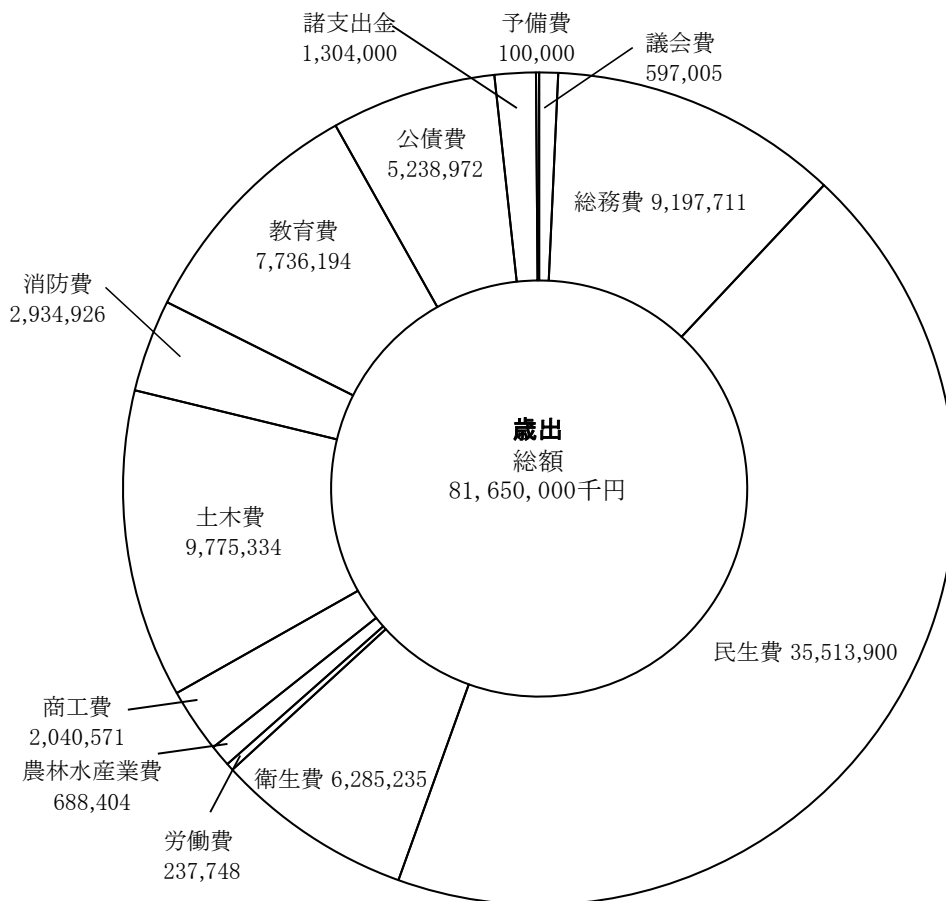 諸支出金
1,304,000
予備費
100,000
議会費
597,005
公債費
5,238,972
総務費 9,197,711
教育費
7,736,194
消防費
2,934,926
歳出
総額
81,650,000千円
土木費
9,775,334
民生費 35,513,900
商工費
2,040,571
農林水産業費
688,404
衛生費 6,285,235
労働費
237,748